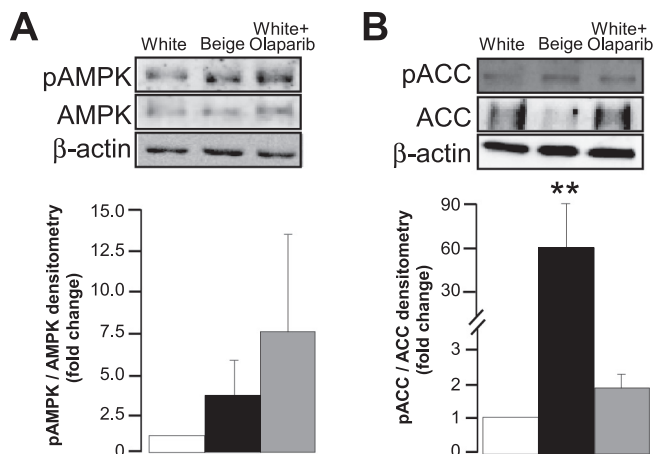 A
White
Beige
White+
Olaparib
pAMPK
AMPK
β-actin
15.0
12.5
10.0
7.5
5.0
2.5
0
pAMPK / AMPK densitometry
(fold change)
B
White
Beige
White+
Olaparib
pACC
ACC
β-actin
**
90
60
30
3
2
1
0
pACC / ACC densitometry
(fold change)